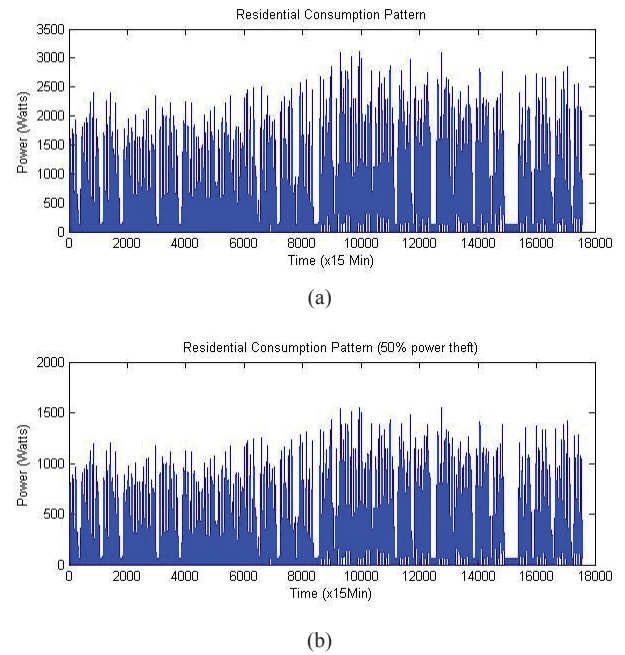 Residential Consumption Pattern
3500
3000
2500
2000
1500
1000
500
0
Power (Watts)
0 2000 4000 6000 8000 10000 12000 14000 16000 18000
Time (x15 Min)
(a)
Residential Consumption Pattern (50% power theft)
2000
1500
1000
500
0
Power (Watts)
0 2000 4000 6000 8000 10000 12000 14000 16000 18000
Time (x15Min)
(b)